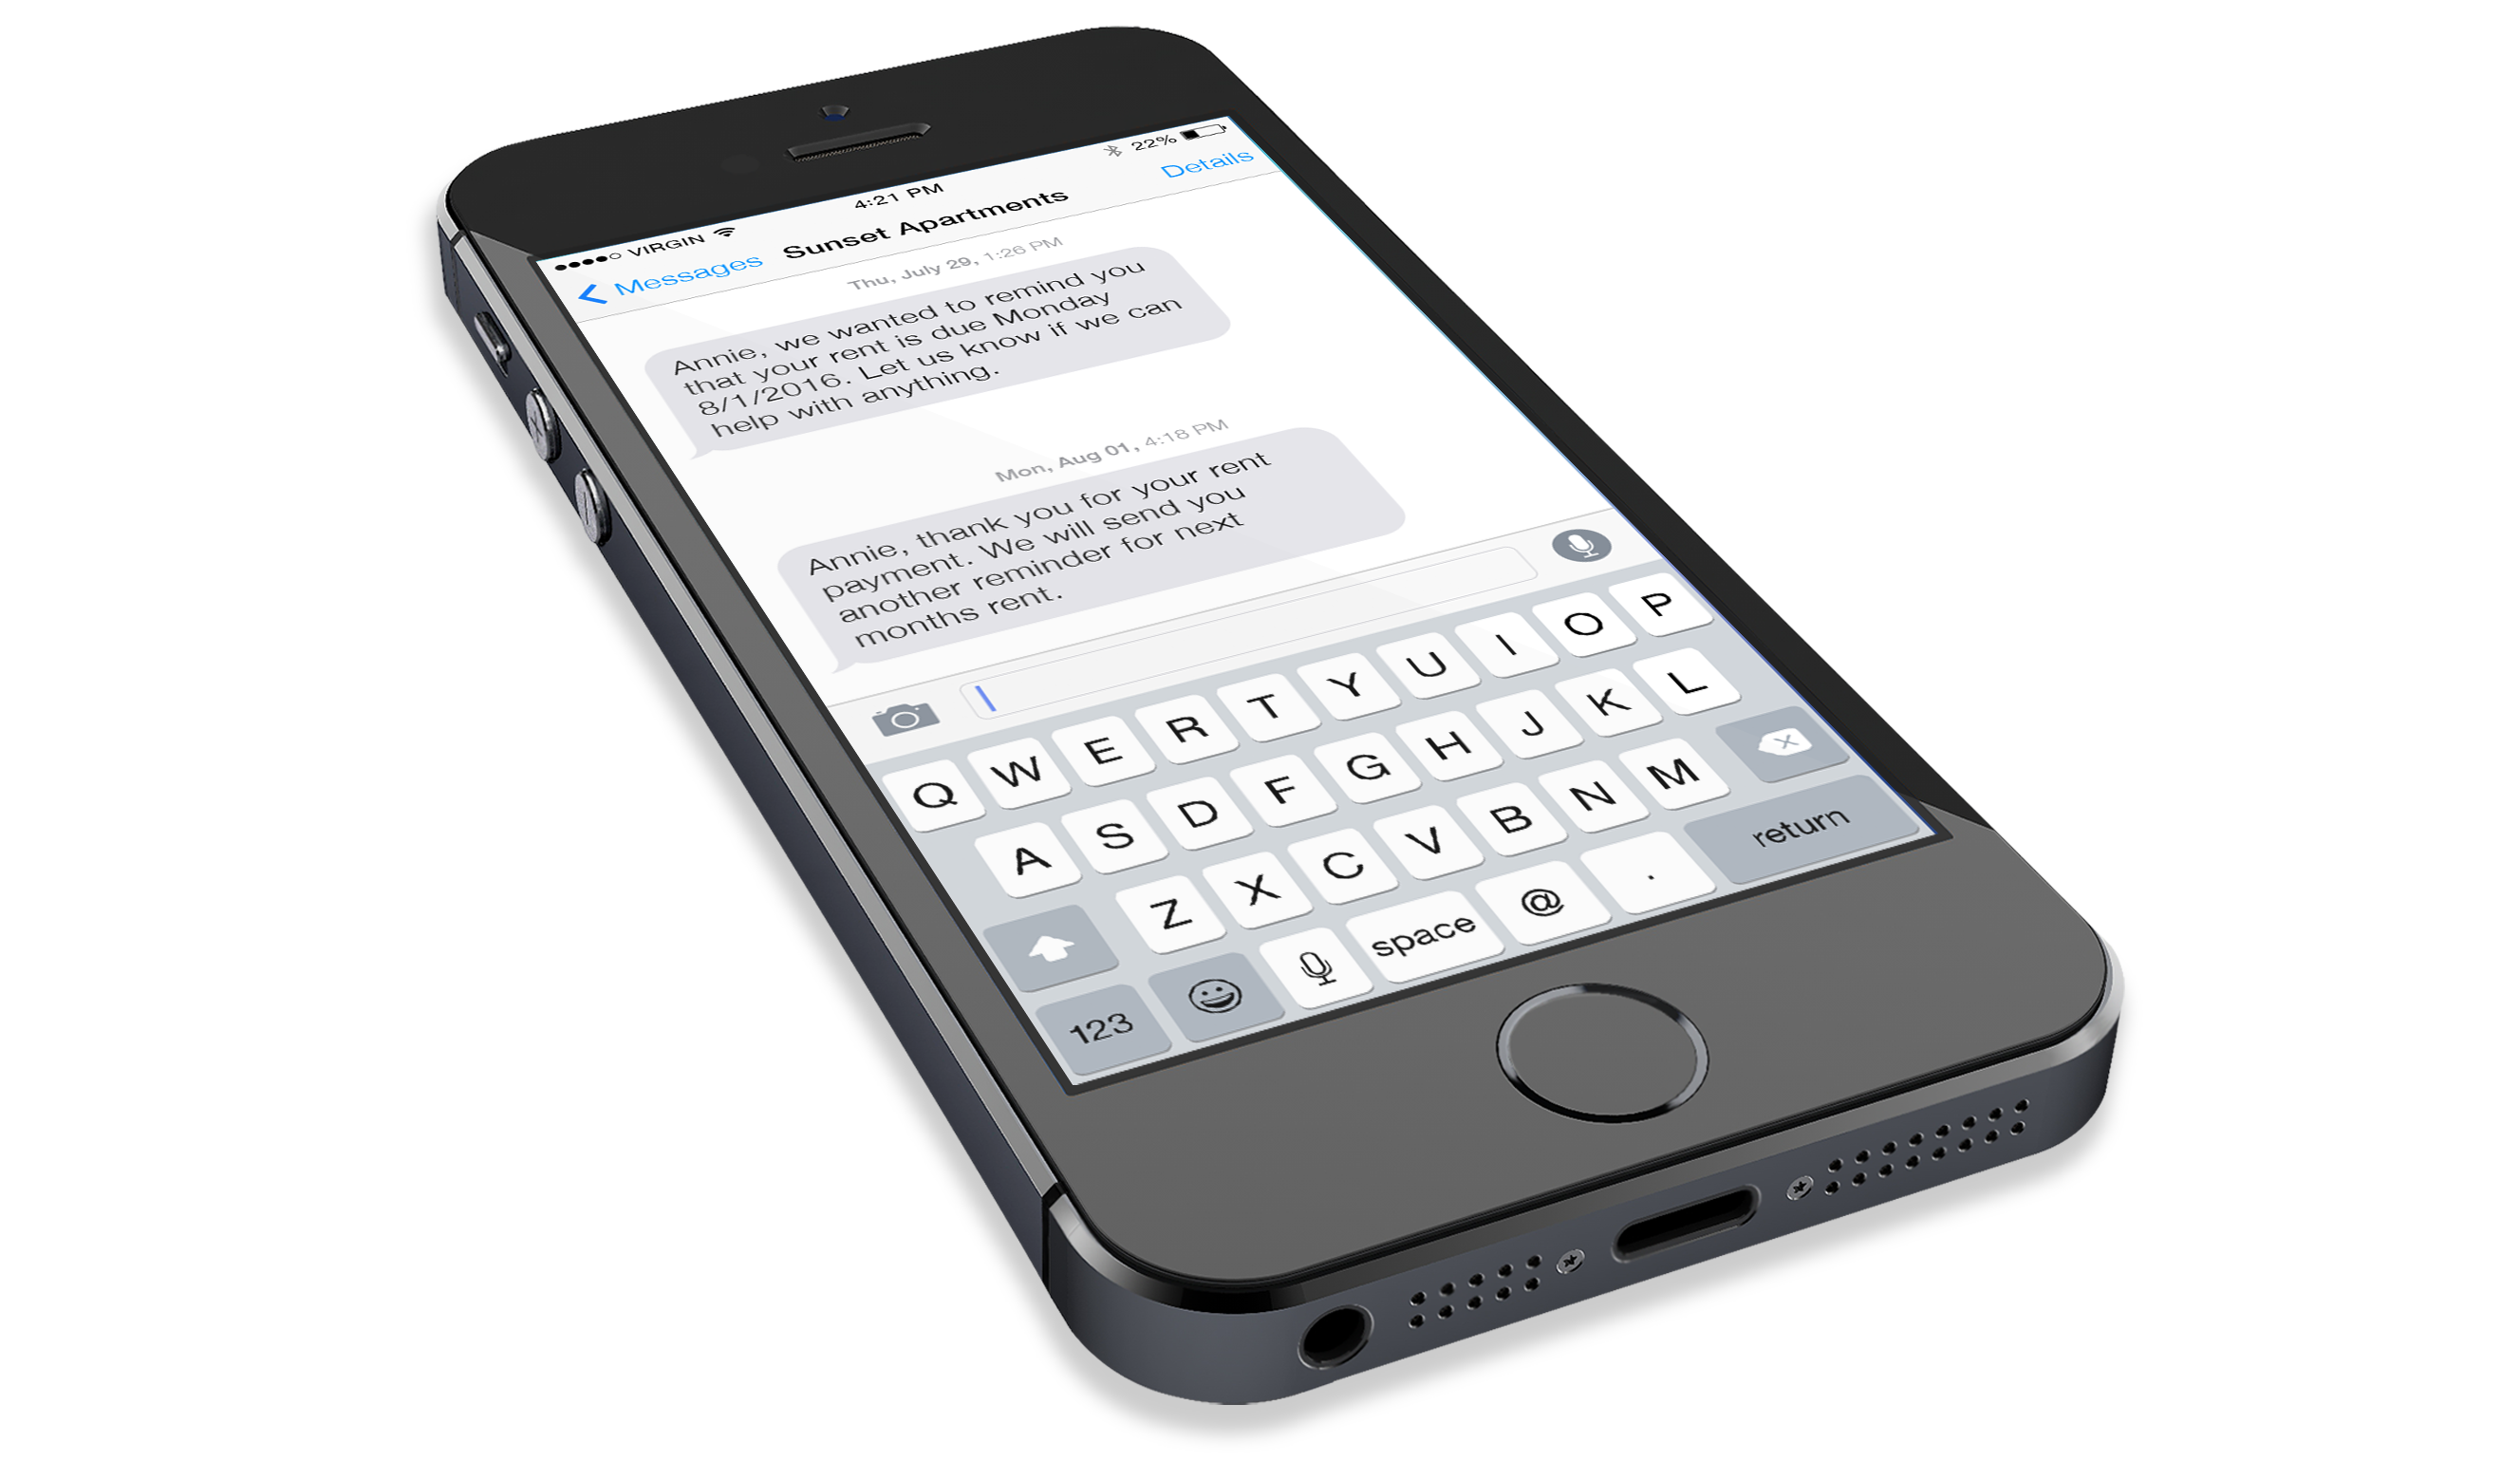 VIRGIN 4:21 PM 22%
Messages Sunset Apartments Details
Thu, July 29, 1:26 PM
Annie, we wanted to remind you
that your rent is due Monday
8/1/2016. Let us know if we can
help with anything.
Mon, Aug 01, 4:18 PM
Annie, thank you for your rent
payment. We will send you
another reminder for next
months rent.
Q W E R T Y U I O P
A S D F G H J K L
Z X C V B N M
123 space @ . return